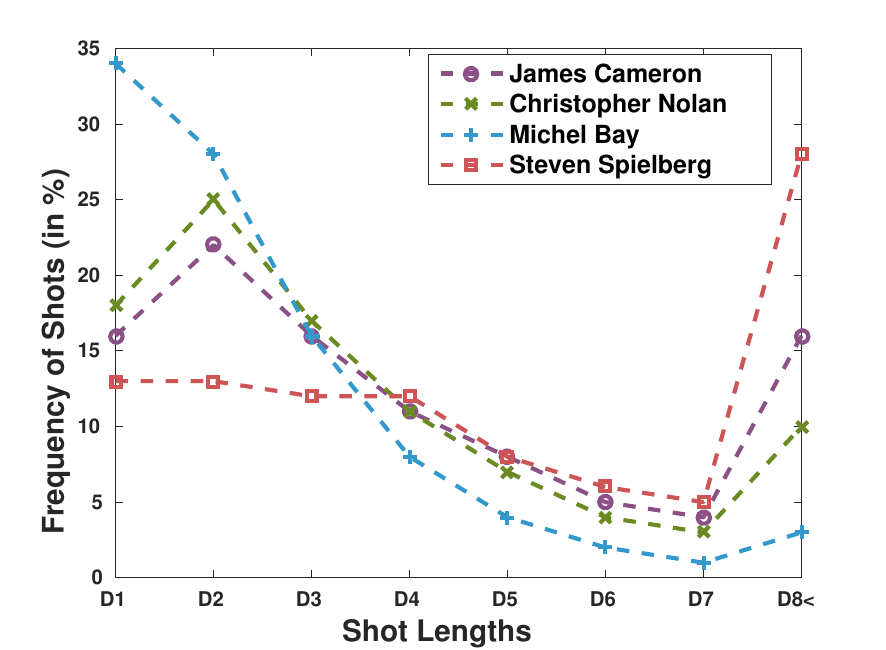 35
30
25
20
15
10
5
0
Frequency of Shots (in %)
James Cameron
Christopher Nolan
Michel Bay
Steven Spielberg
D1 D2 D3 D4 D5 D6 D7 D8<
Shot Lengths